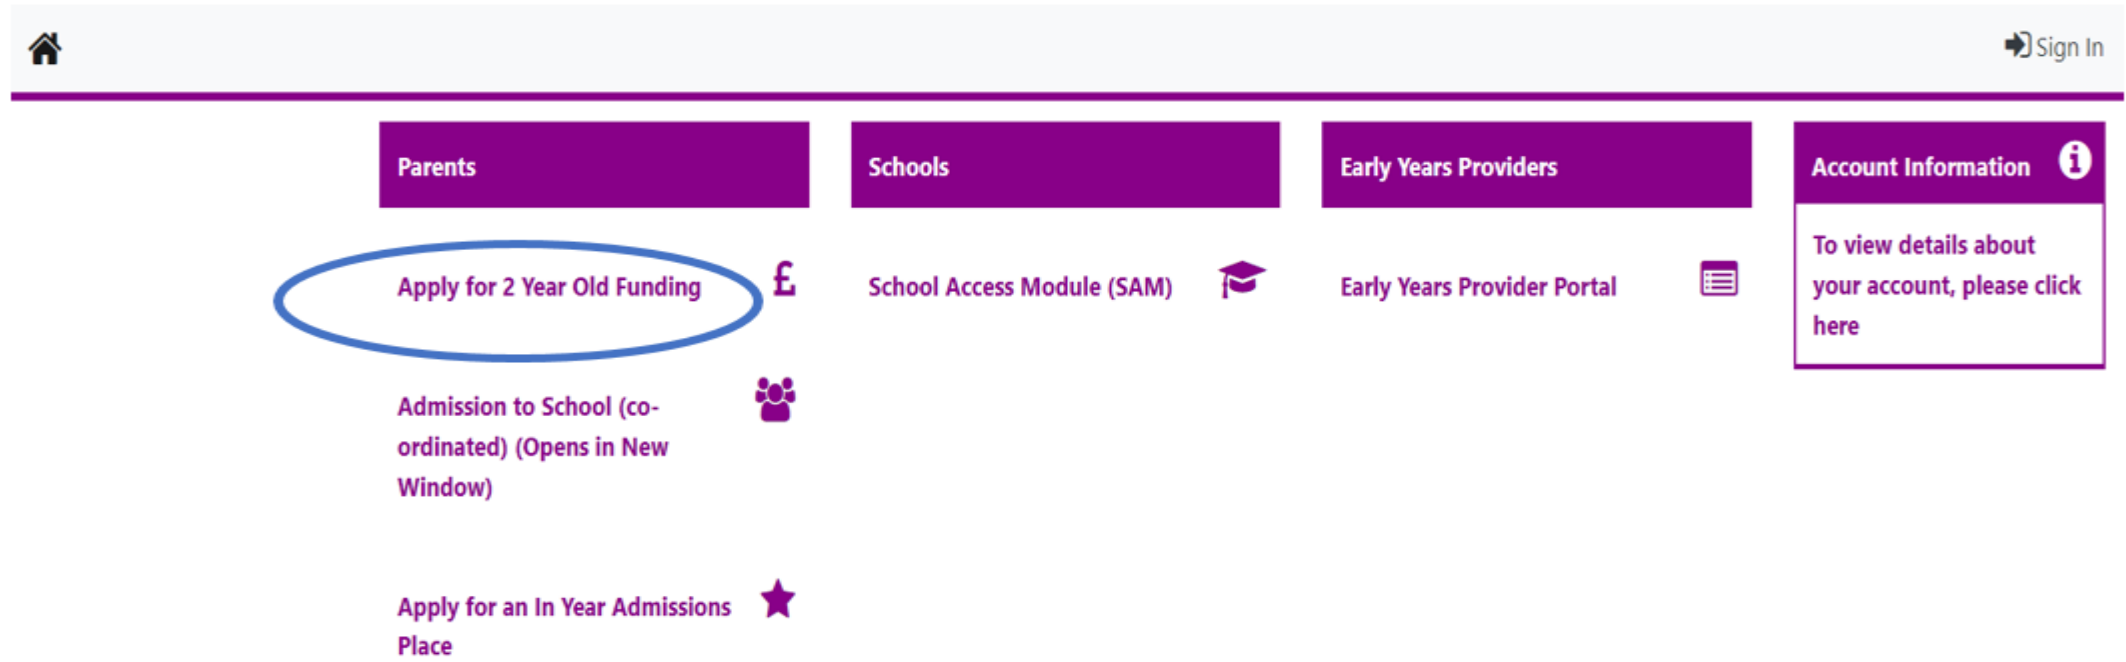 Sign In
Parents
Apply for 2 Year Old Funding
£
Admission to School (co-
ordinated) (Opens in New
Window)
Apply for an In Year Admissions
Place
Schools
School Access Module (SAM)
Early Years Providers
Early Years Provider Portal
Account Information
To view details about
your account, please click
here